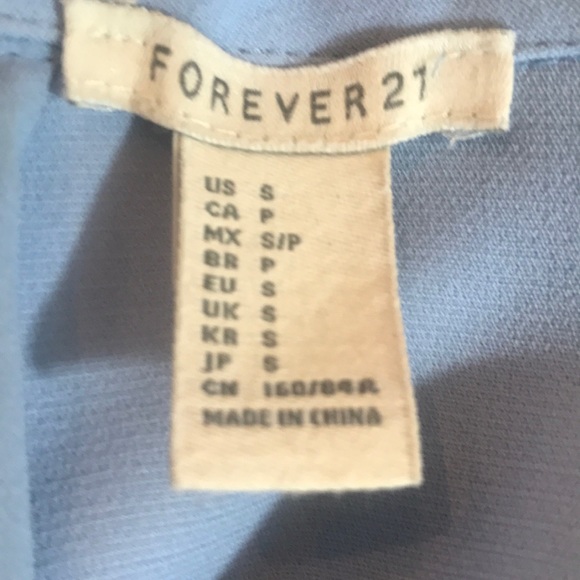 FOREVER 21
US S
CA P
MX S/P
BR P
EU S
UK S
KR S
JP S
CN 160/84A
MADE IN CHINA